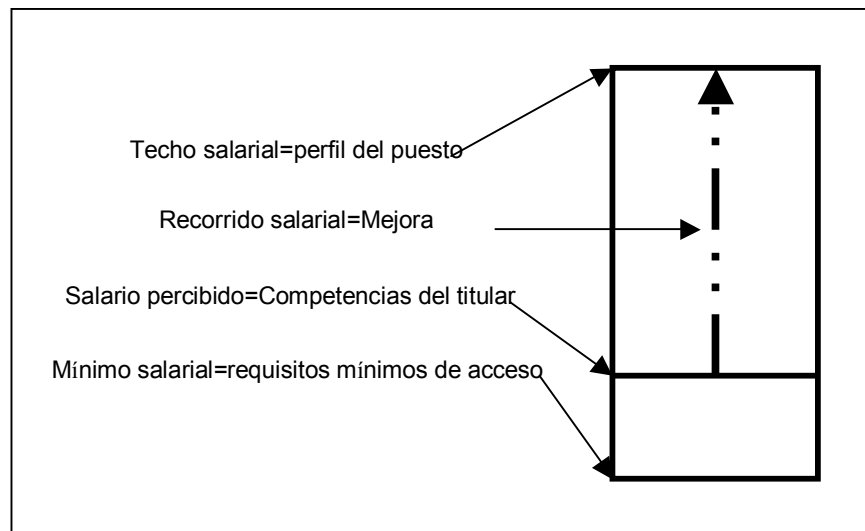 Techo salarial=perfil del puesto
Recorrido salarial=Mejora
Salario percibido=Competencias del titular
Mínimo salarial=requisitos mínimos de acceso